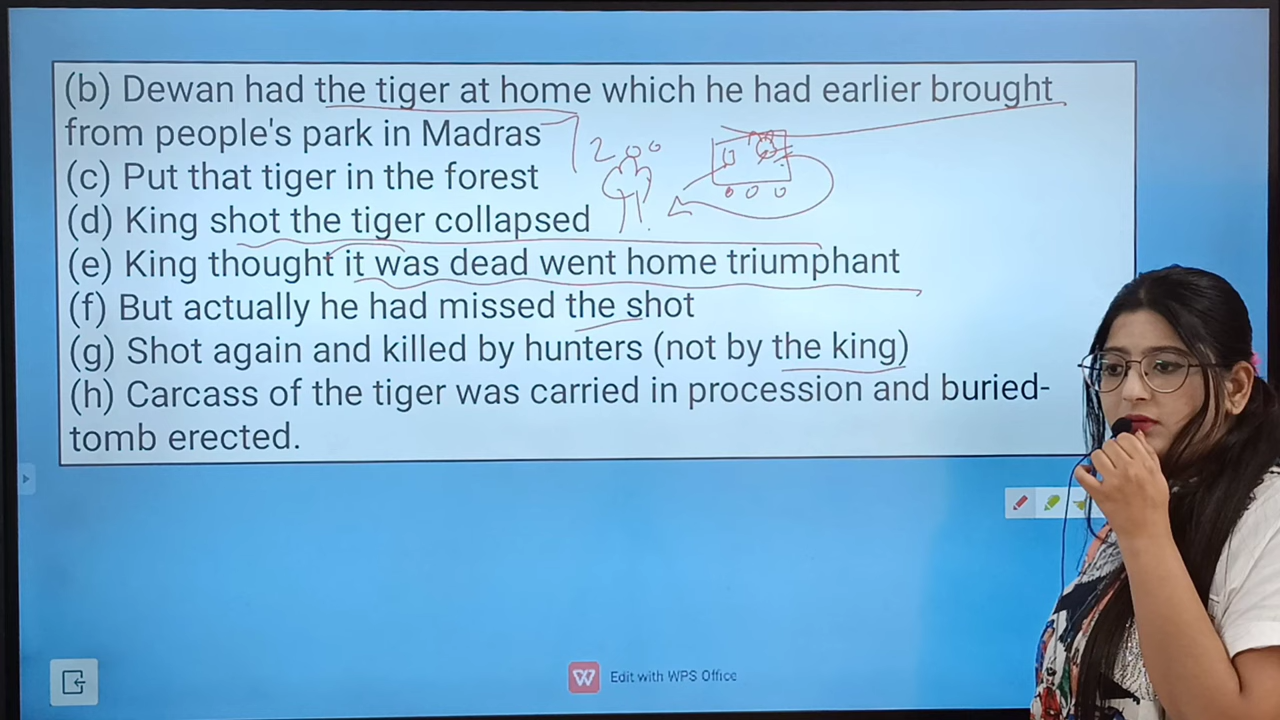 (b) Dewan had the tiger at home which he had earlier brought
from people's park in Madras
200
(c) Put that tiger in the forest
(d) King shot the tiger collapsed
(e) King thought it was dead went home triumphant
(f) But actually he had missed the shot
(g) Shot again and killed by hunters (not by the king)
(h) Carcass of the tiger was carried in procession and buried-
tomb erected.
Edit with WPS Office